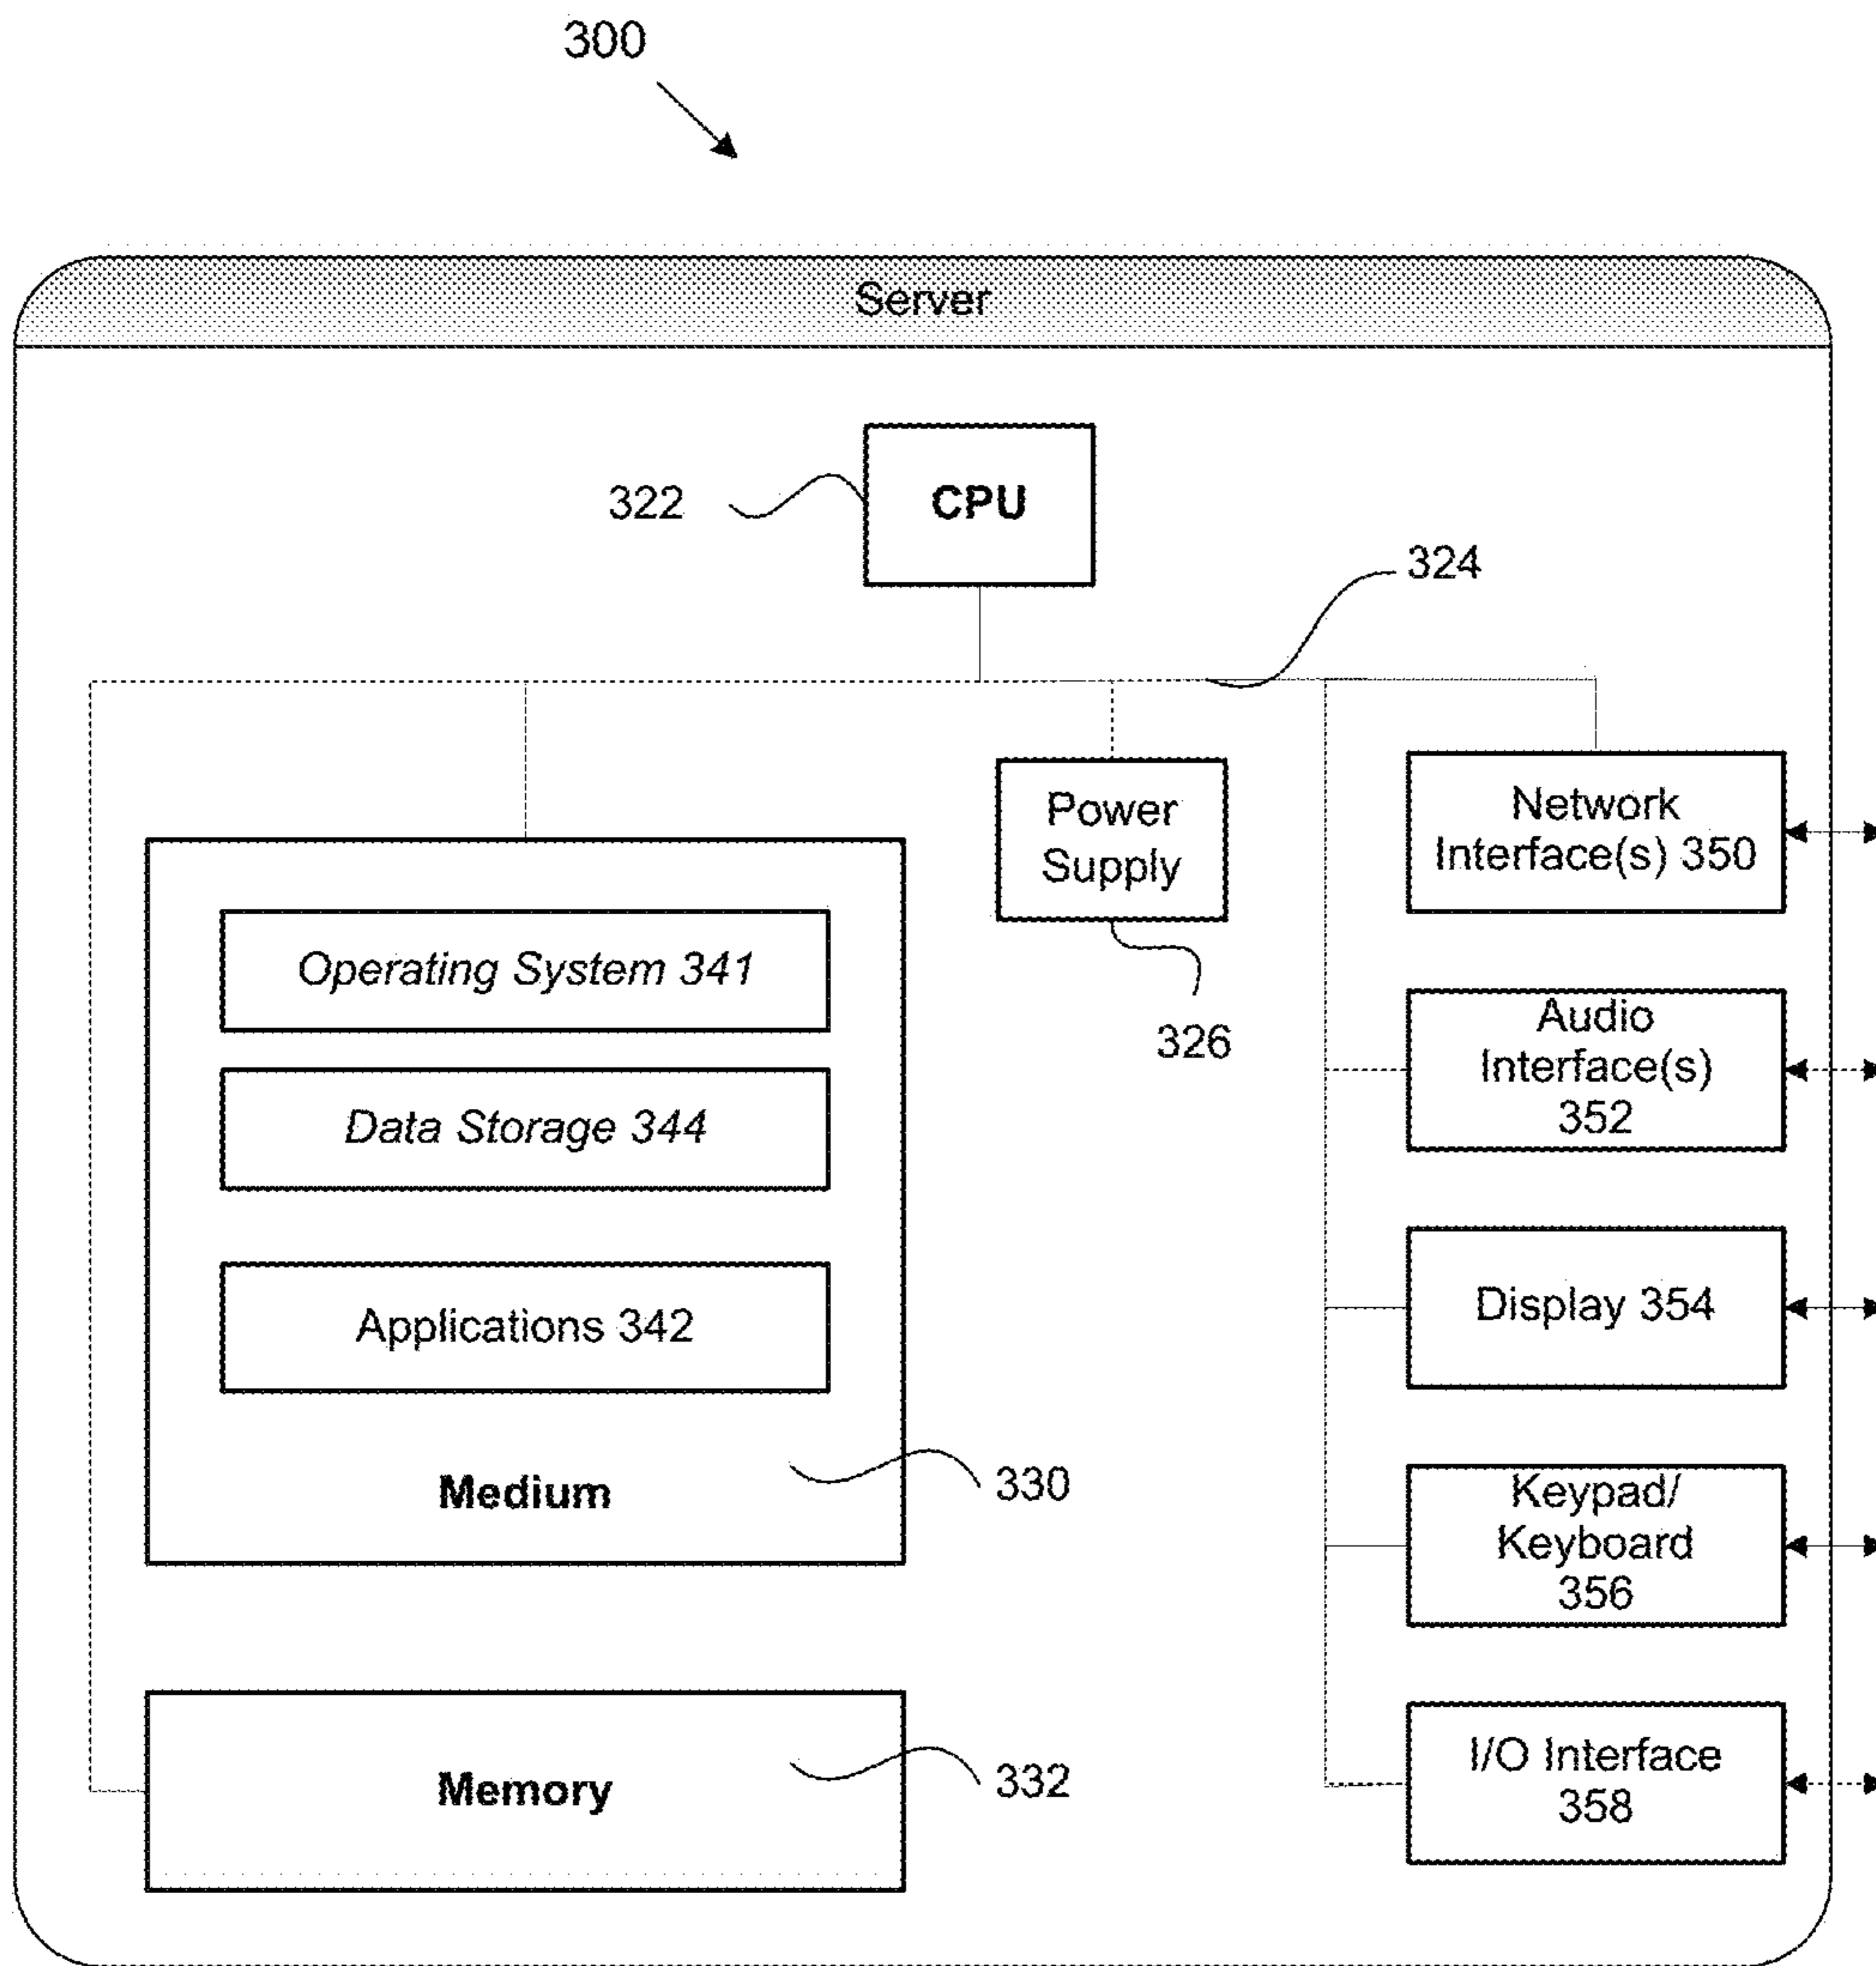 300
Server
CPU
322
324
Power
Supply
326
Network
Interface(s) 350
Operating System 341
Data Storage 344
Applications 342
Medium
330
Audio
Interface(s)
352
Display 354
Keypad/
Keyboard
356
Memory
332
I/O Interface
358